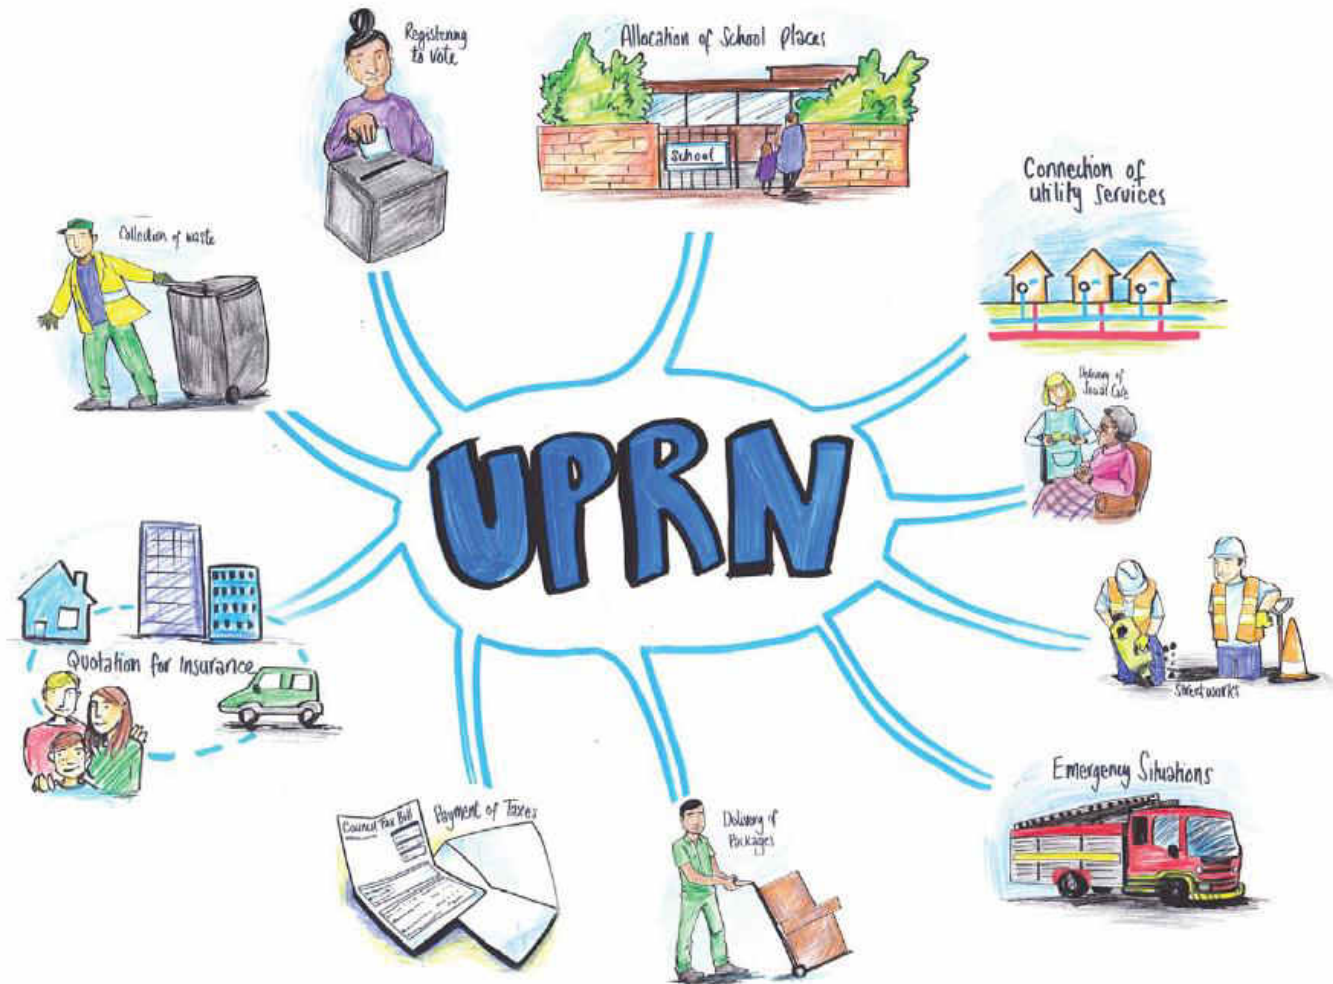 Registering
to vote
Allocation of School Places
School
Connection of
utility services
Collection of waste
Delivery of
Social Care
UPRN
Quotation for Insurance
Streetworks
Emergency Situations
Council Tax Bill
Payment of Taxes
Delivery of
Packages